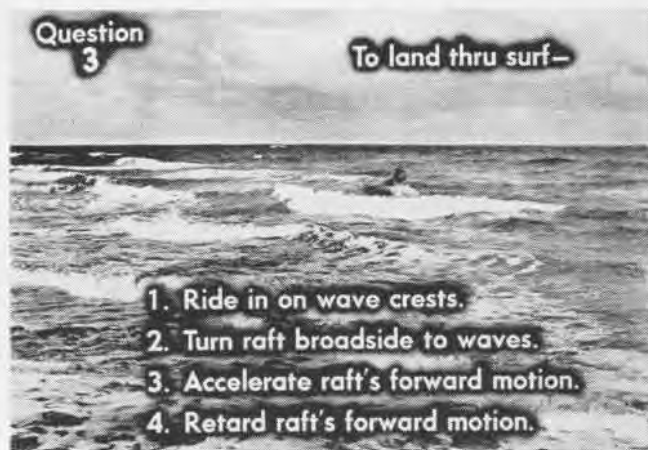 Question
3
To land thru surf—
1. Ride in on wave crests.
2. Turn raft broadside to waves.
3. Accelerate raft's forward motion.
4. Retard raft's forward motion.